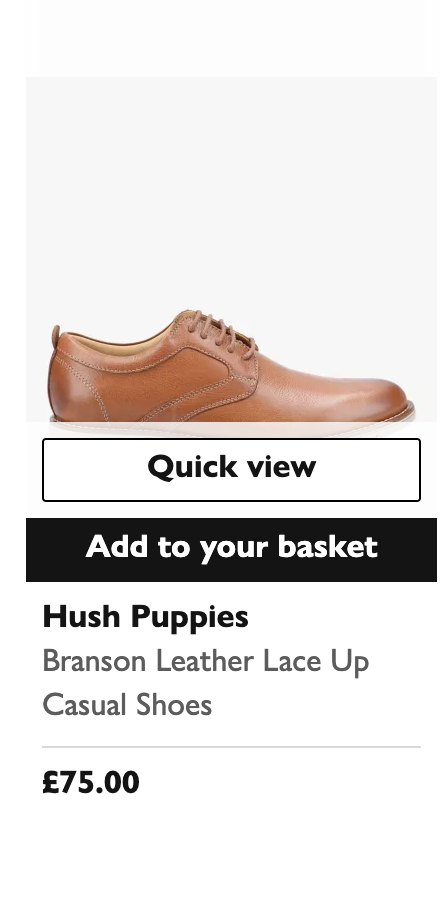 Quick view
Add to your basket
Hush Puppies
Branson Leather Lace Up
Casual Shoes
£75.00